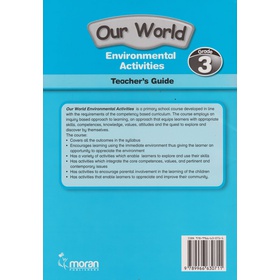 Our World
Environmental
Activities
Grade
3
Teacher's Guide
Our World Environmental Activities is a primary school course developed in line
with the requirements of the competency based curriculum. The course employs an
inquiry based approach to learning; an approach that equips learners with appropriate
skills, competences, knowledge, values, attitudes and the quest to explore and discover
by themselves.
The course:
• Covers all the outcomes in the syllabus
• Encourages learning using the immediate environment thus giving the learner an
opportunity to appreciate the environment
• Has a variety of activities which enable learners to explore and use their skills
• Has activities which integrate the core competences, values, and pertinent and
contemporary issues
• Has activities to encourage parental involvement in the learning of the children
• Has activities that enable learners to appreciate and improve their community
moran
PUBLISHERS
9 789966 630711